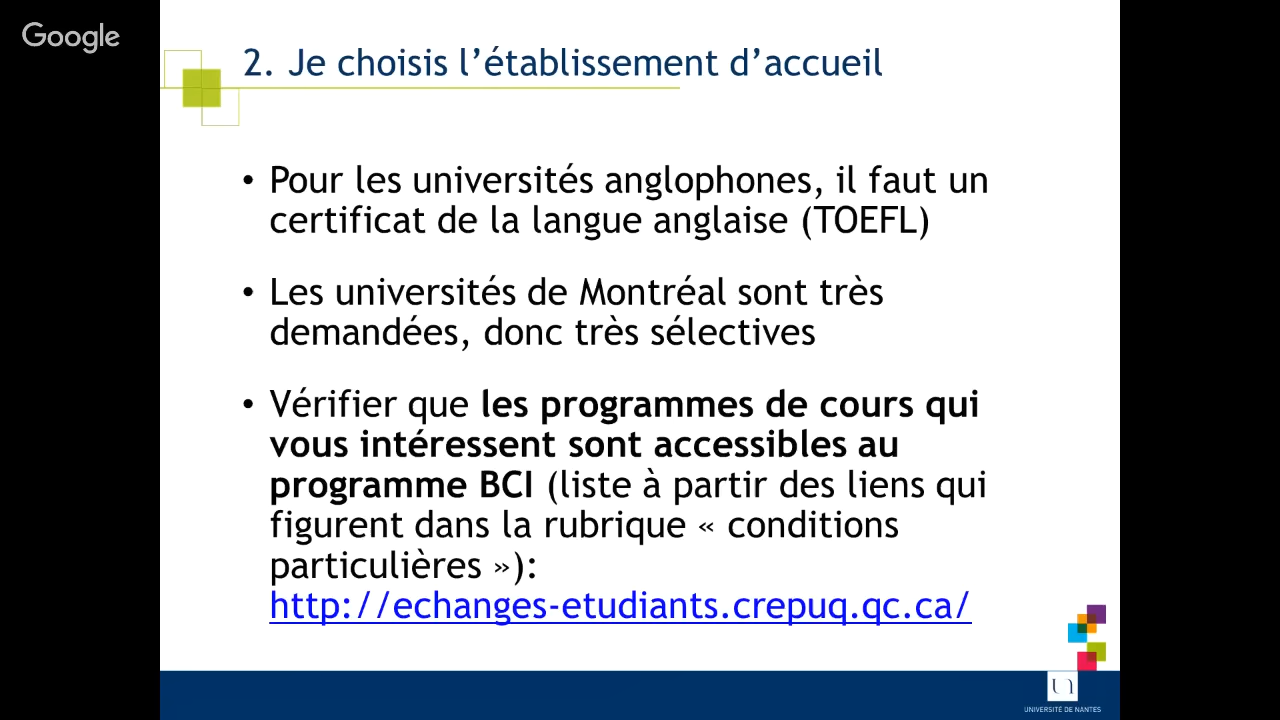 Google
2. Je choisis l’établissement d’accueil
• Pour les universités anglophones, il faut un
certificat de la langue anglaise (TOEFL)
• Les universités de Montréal sont très
demandées, donc très sélectives
• Vérifier que les programmes de cours qui
vous intéressent sont accessibles au
programme BCI (liste à partir des liens qui
figurent dans la rubrique « conditions
particulières »):
http://echanges-etudiants.crepuq.qc.ca/
UNIVERSITÉ DE NANTES